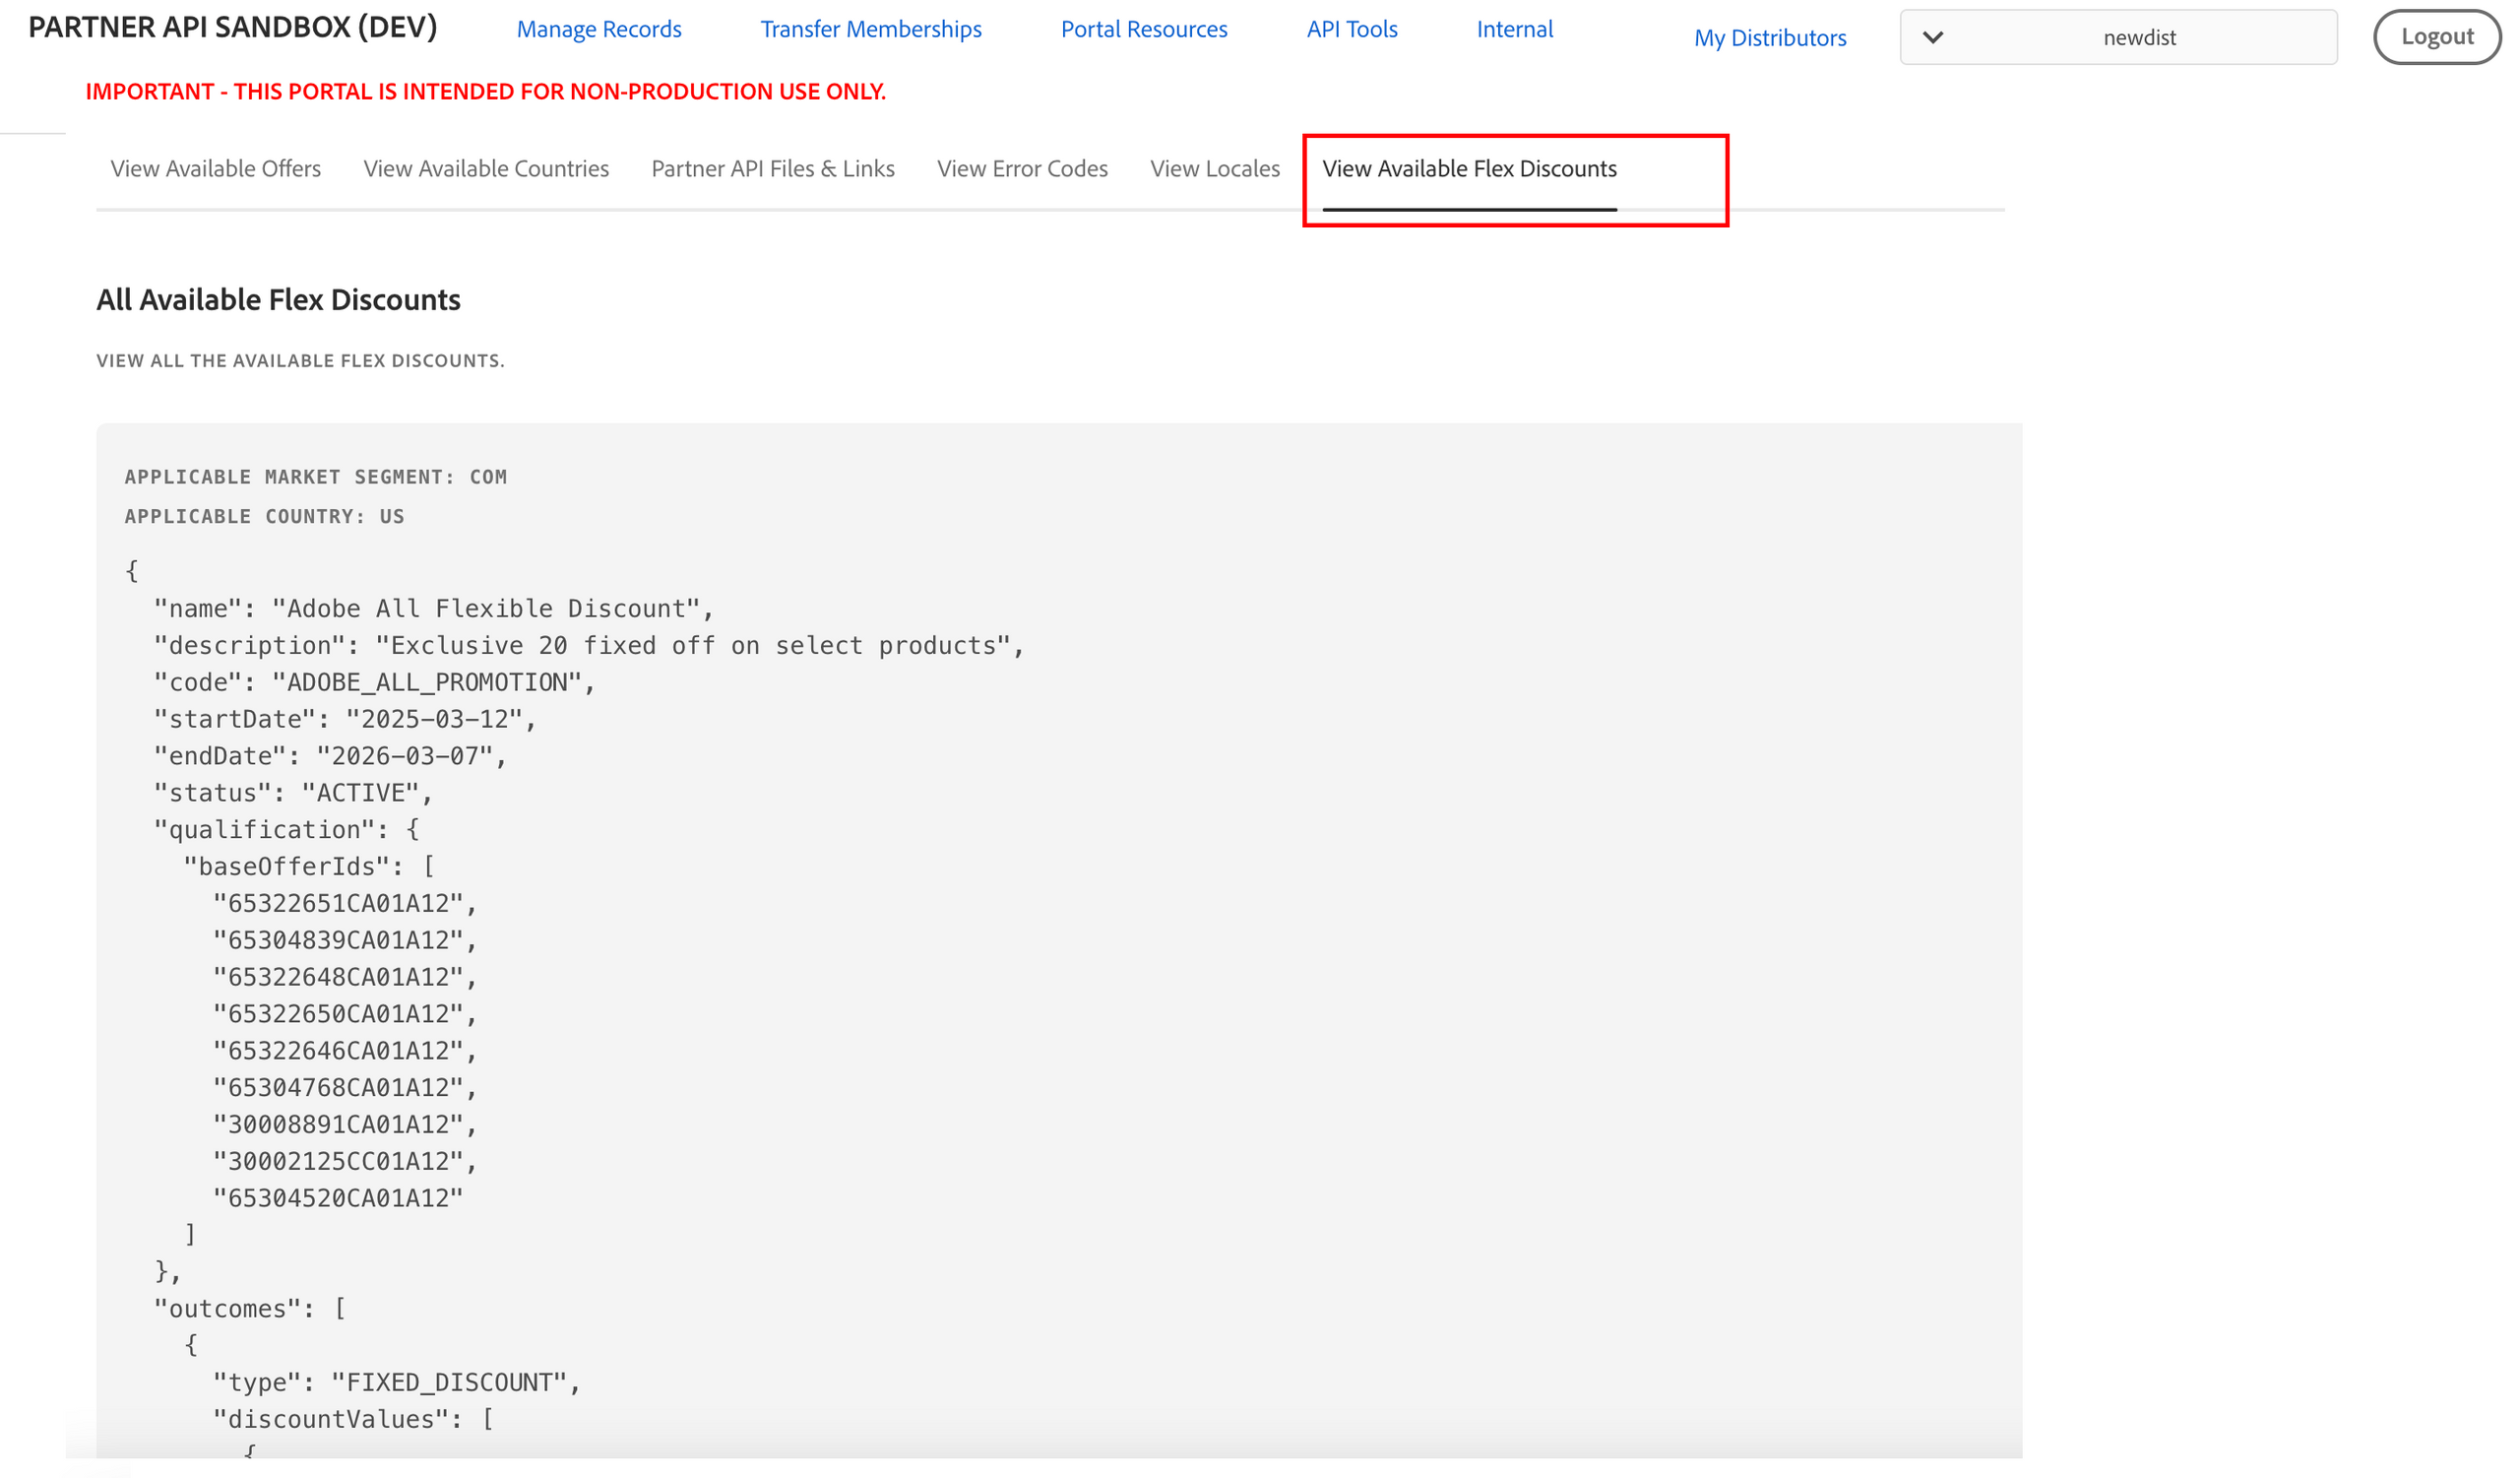 PARTNER API SANDBOX (DEV) Manage Records Transfer Memberships Portal Resources API Tools Internal My Distributors newdist Logout
IMPORTANT - THIS PORTAL IS INTENDED FOR NON-PRODUCTION USE ONLY.
View Available Offers View Available Countries Partner API Files & Links View Error Codes View Locales View Available Flex Discounts
All Available Flex Discounts
VIEW ALL THE AVAILABLE FLEX DISCOUNTS.
APPLICABLE MARKET SEGMENT: COM
APPLICABLE COUNTRY: US
{
"name": "Adobe All Flexible Discount",
"description": "Exclusive 20 fixed off on select products",
"code": "ADOBE_ALL_PROMOTION",
"startDate": "2025-03-12",
"endDate": "2026-03-07",
"status": "ACTIVE",
"qualification": {
"baseOfferIds": [
"65322651CA01A12",
"65304839CA01A12",
"65322648CA01A12",
"65322650CA01A12",
"65322646CA01A12",
"65304768CA01A12",
"30008891CA01A12",
"30002125CC01A12",
"65304520CA01A12"
]
},
"outcomes": [
{
"type": "FIXED_DISCOUNT",
"discountValues": [
{